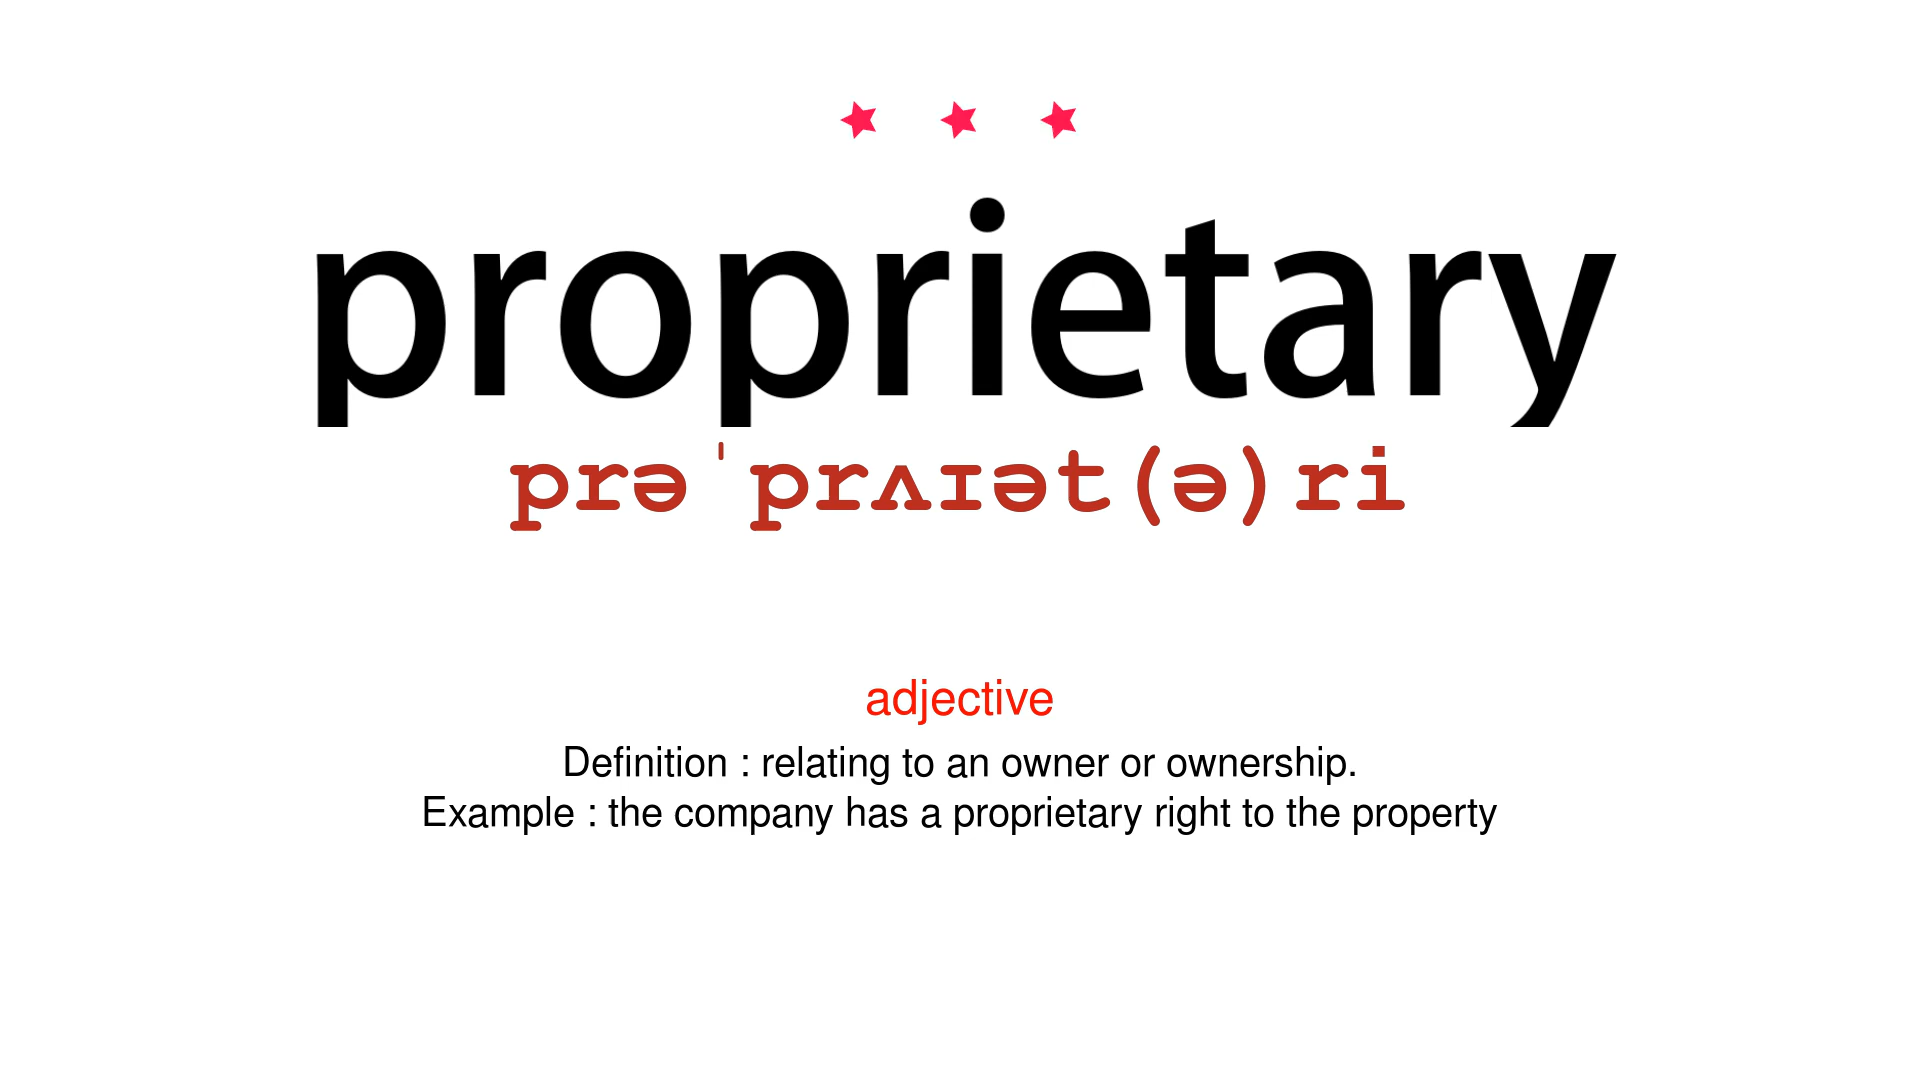 proprietary
prəˈprʌɪət(ə)ri
adjective
Definition : relating to an owner or ownership.
Example : the company has a proprietary right to the property